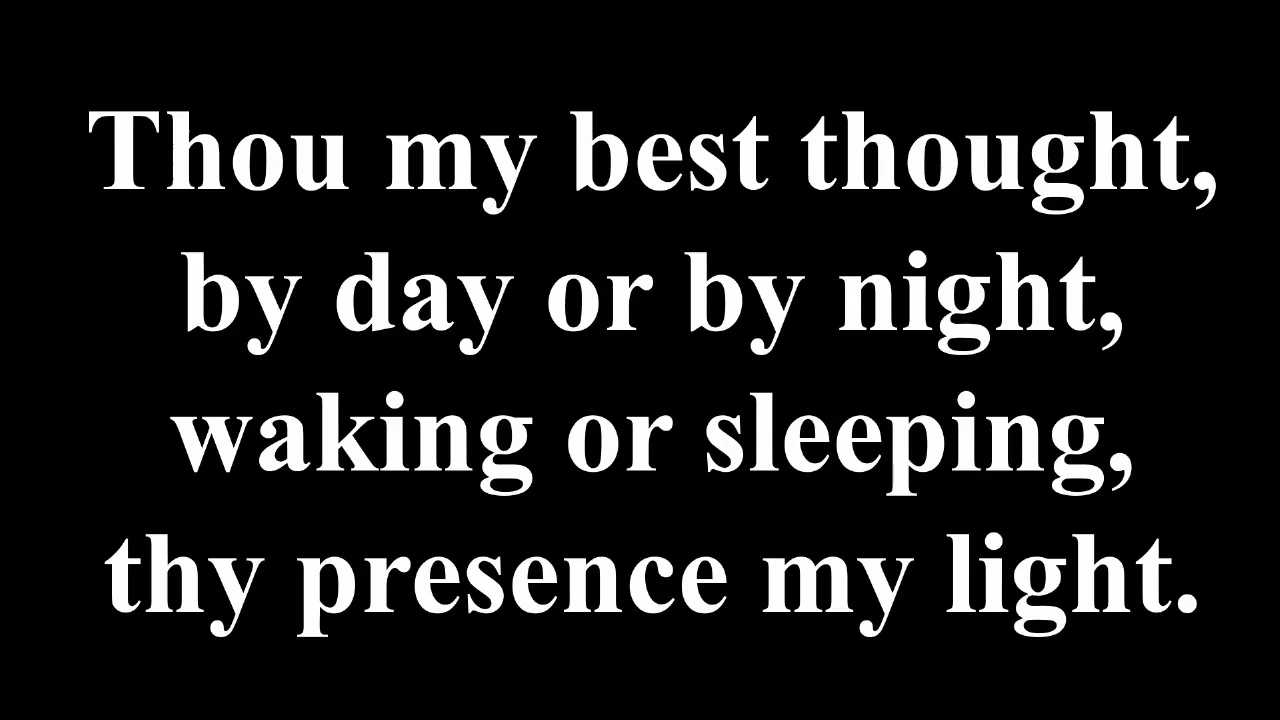 Thou my best thought,
by day or by night,
waking or sleeping,
thy presence my light.